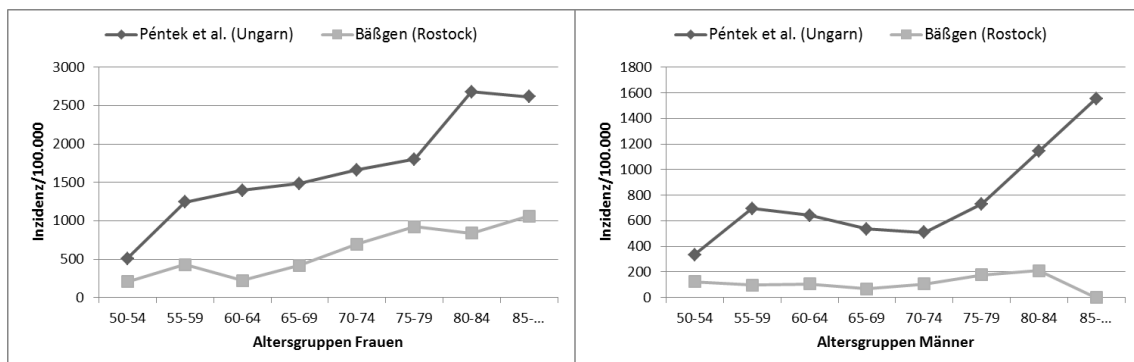 Péntek et al. (Ungarn) Bäßgen (Rostock)
3000
2500
2000
1500
1000
500
0
Inzidenz/100.000
50-54 55-59 60-64 65-69 70-74 75-79 80-84 85-...
Altersgruppen Frauen
Péntek et al. (Ungarn) Bäßgen (Rostock)
1800
1600
1400
1200
1000
800
600
400
200
0
Inzidenz/100.000
50-54 55-59 60-64 65-69 70-74 75-79 80-84 85-...
Altersgruppen Männer